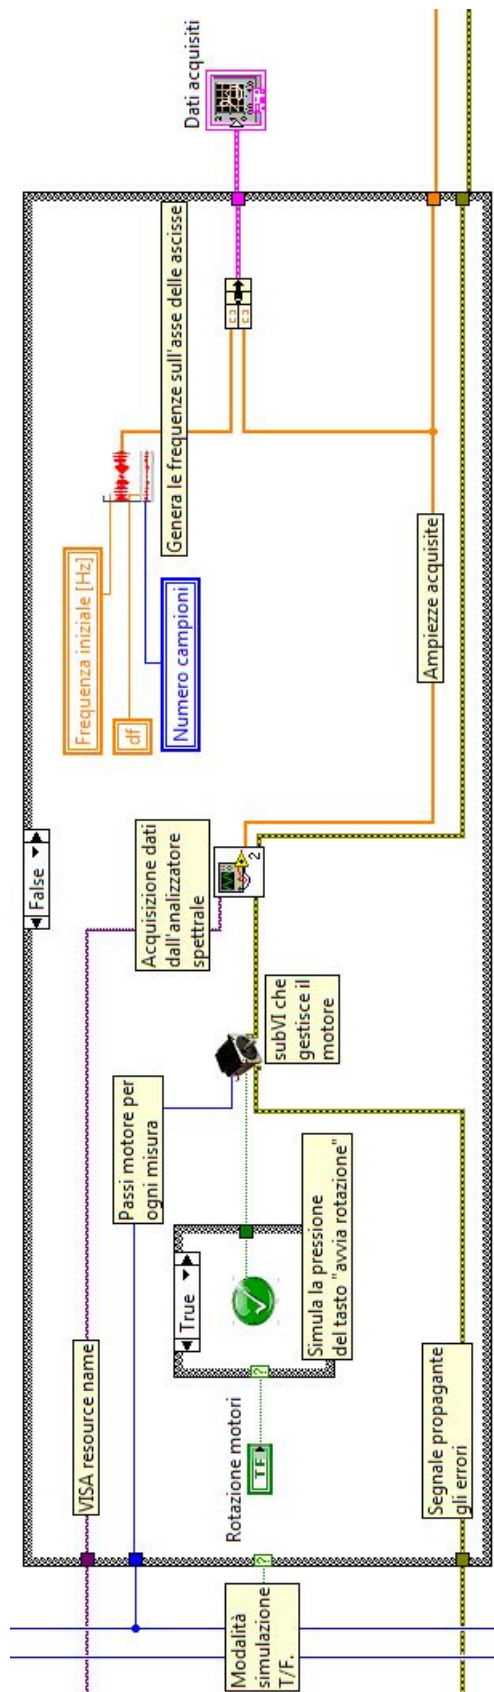 Dati acquisiti
False
VISA resource name
Passi motore per
ogni misura
Acquisizione dati
dall'analizzatore
spettrale
2
Frequenza iniziale [Hz]
df
Numero campioni
Genera le frequenze sull'asse delle ascisse
Rotazione motori
TF
True
Simula la pressione
del tasto "avvia rotazione"
subVI che
gestisce il
motore
Ampiezze acquisite
Modalità
simulazione
T/F.
Segnale propagante
gli errori